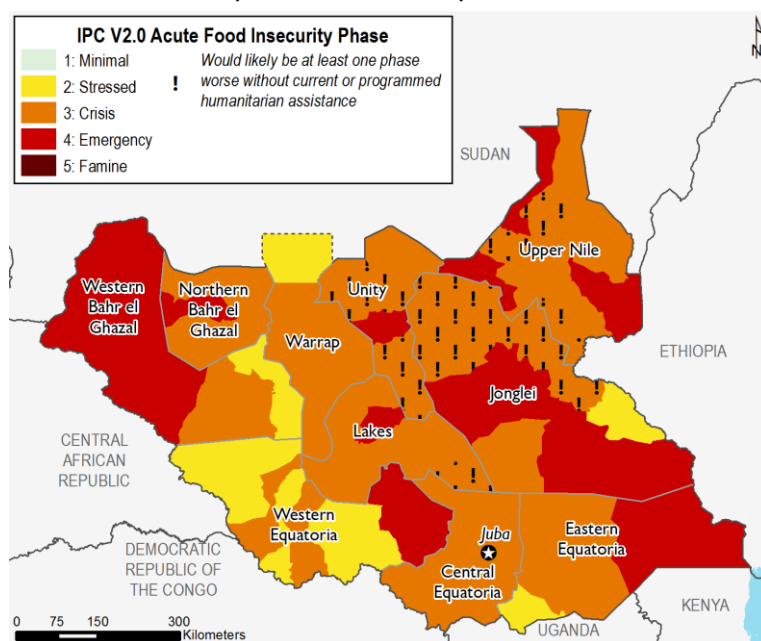 IPC V2.0 Acute Food Insecurity Phase
1: Minimal
2: Stressed
3: Crisis
4: Emergency
5: Famine
!
Would likely be at least one phase
worse without current or programmed
humanitarian assistance
N
SUDAN
Upper Nile
Western
Bahr el
Ghazal
Northern
Bahr el
Ghazal
Unity
Warrap
ETHIOPIA
Jonglei
Lakes
CENTRAL
AFRICAN
REPUBLIC
Western
Equatoria
Juba
Eastern
Equatoria
Central
Equatoria
DEMOCRATIC
REPUBLIC OF
THE CONGO
UGANDA
KENYA
0 75 150 300
Kilometers